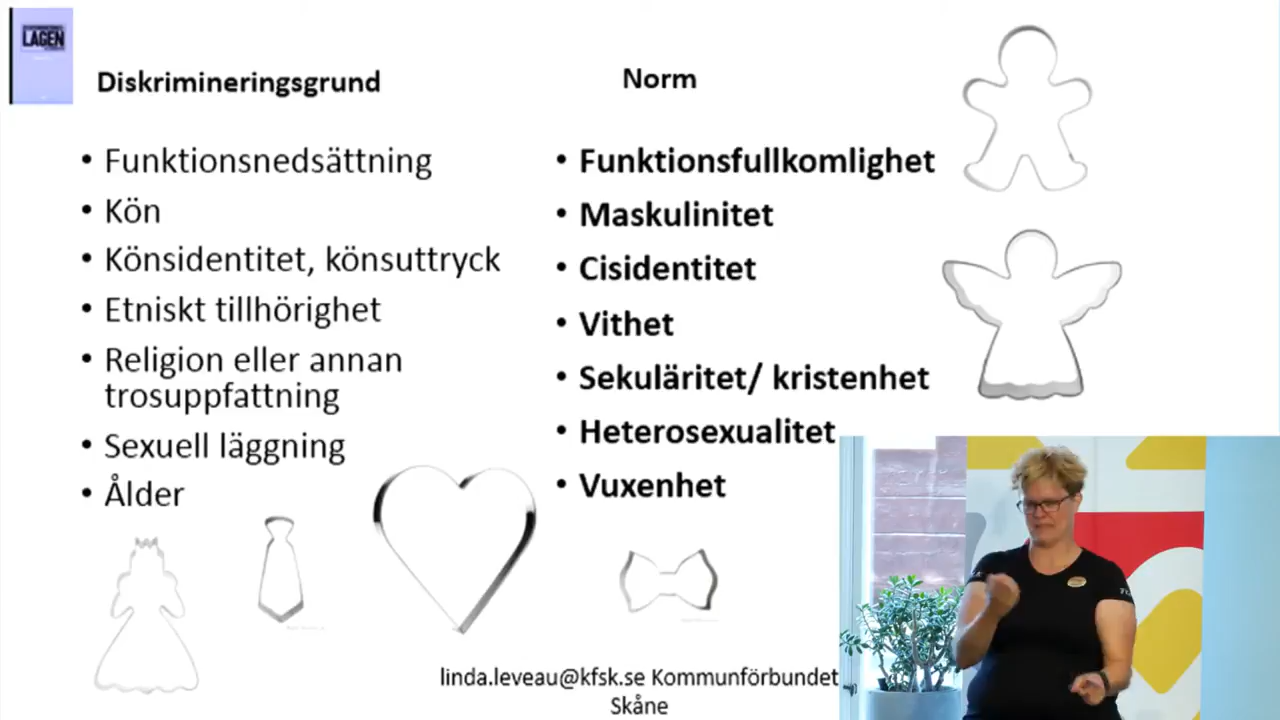 LAGEN
Diskrimineringsgrund
Norm
• Funktionsnedsättning
• Kön
• Könsidentitet, könsuttryck
• Etniskt tillhörighet
• Religion eller annan
trosuppfattning
• Sexuell läggning
• Ålder
• Funktionsfullkomlighet
• Maskulinitet
• Cisidentitet
• Vithet
• Sekuläritet/ kristenhet
• Heterosexualitet
• Vuxenhet
linda.leveau@kfsk.se Kommunförbundet
Skåne